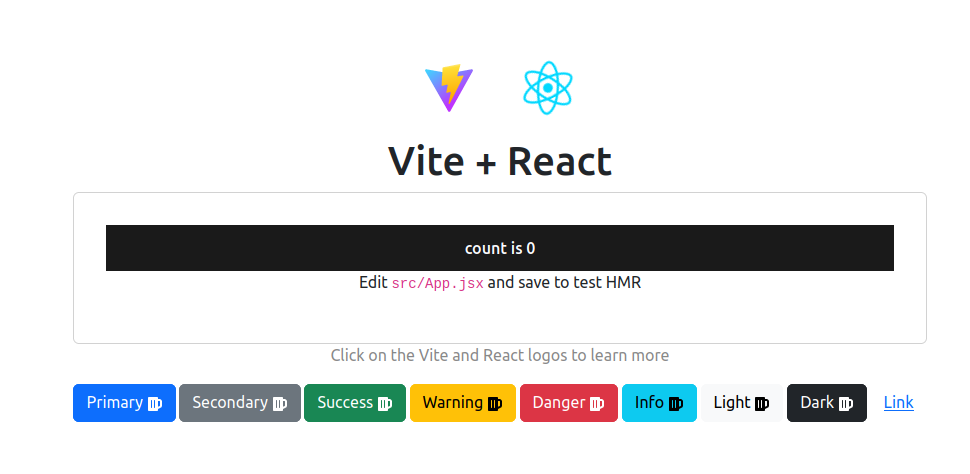 Vite + React
count is 0
Edit src/App.jsx and save to test HMR
Click on the Vite and React logos to learn more
Primary Secondary Success Warning Danger Info Light Dark Link